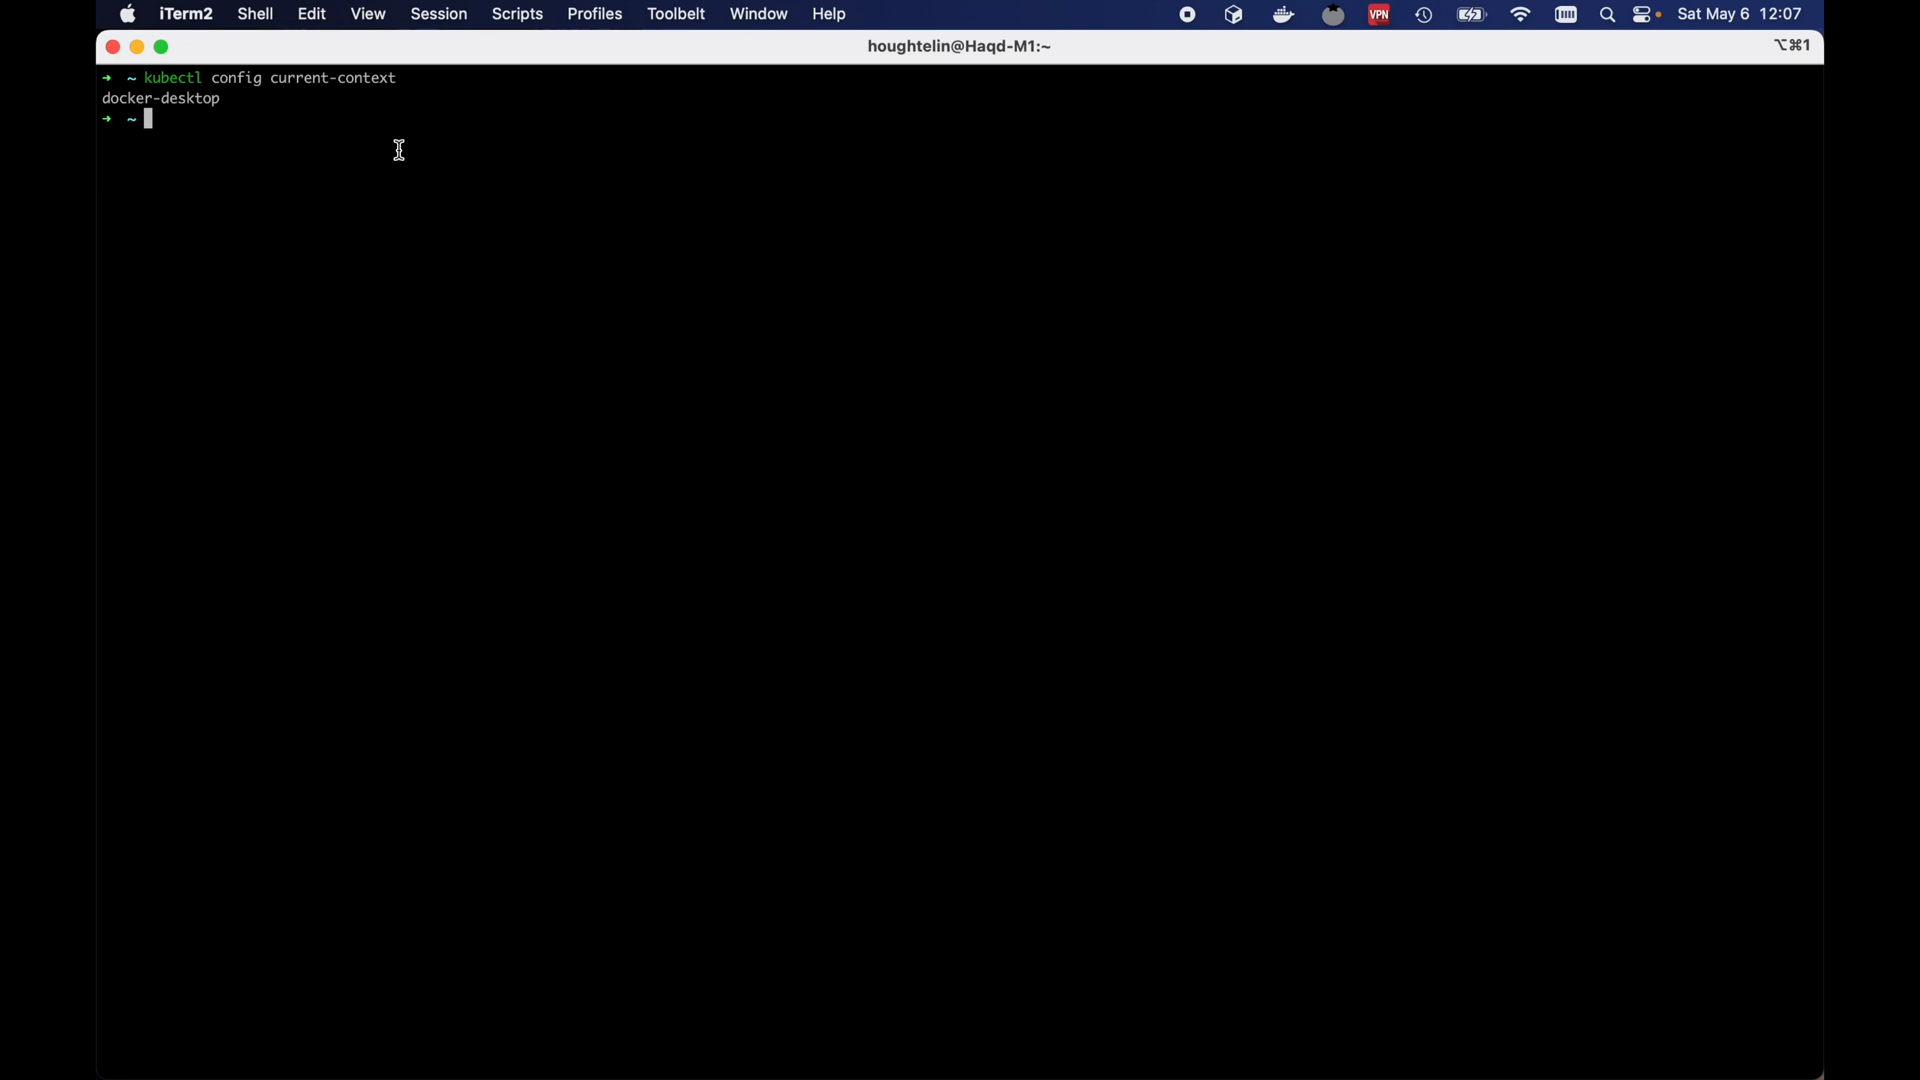 iTerm2 Shell Edit View Session Scripts Profiles Toolbelt Window Help VPN Sat May 6 12:07
houghtelin@Haqd-M1:~ ⌥⌘1
➜ ~ kubectl config current-context
docker-desktop
➜ ~